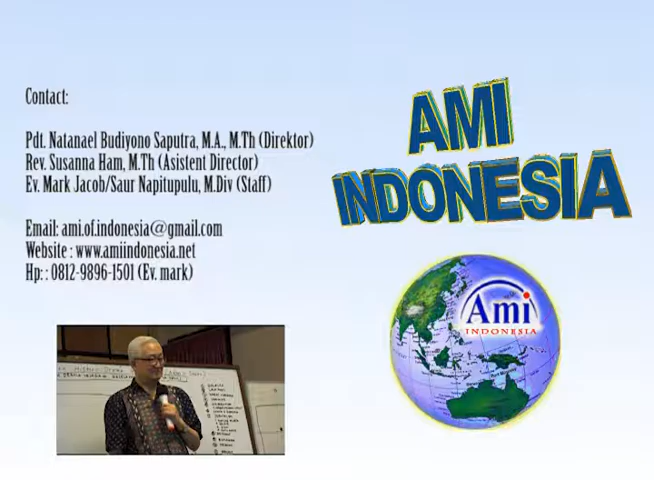 Contact:
Pdt. Natanael Budiyono Saputra, M.A., M.Th (Direktor)
Rev. Susanna Ham, M.Th (Asistent Director)
Ev. Mark Jacob/Saur Napitupulu, M.Div (Staff)
Email: ami.of.indonesia@gmail.com
Website : www.amiindonesia.net
Hp: : 0812-9896-1501 (Ev. mark)
AMI
INDONESIA
Ami
INDONESIA